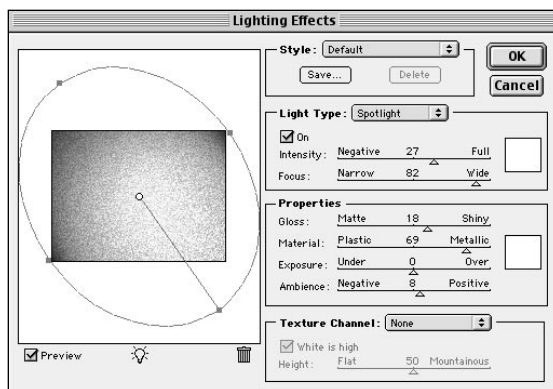 Lighting Effects
Style: Default
Save... Delete
OK
Cancel
Light Type: Spotlight
On
Intensity: Negative 27 Full
Focus: Narrow 82 Wide
Properties
Gloss: Matte 18 Shiny
Material: Plastic 69 Metallic
Exposure: Under 0 Over
Ambience: Negative 8 Positive
Texture Channel: None
White is high
Height: Flat 50 Mountainous
Preview